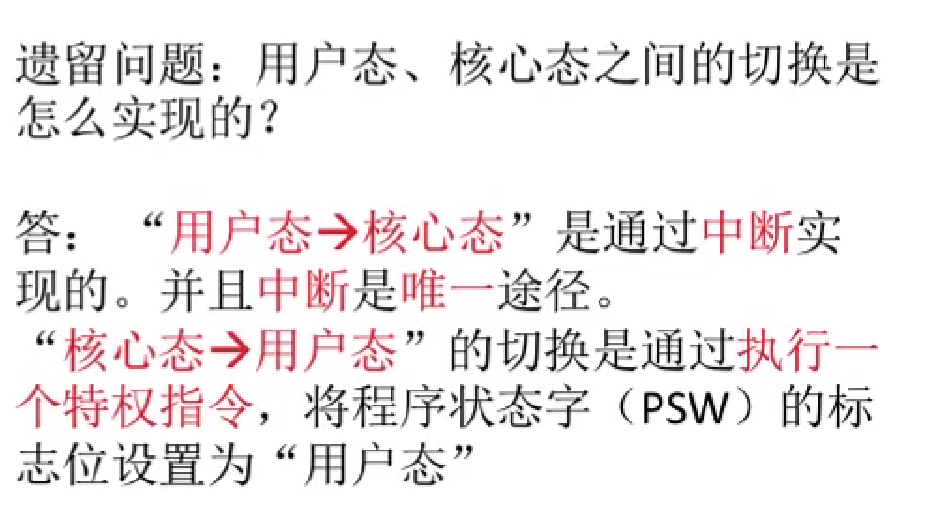 遗留问题：用户态、核心态之间的切换是
怎么实现的？
答： “用户态→核心态”是通过中断实
现的。并且中断是唯一途径。
“核心态→用户态”的切换是通过执行一
个特权指令，将程序状态字（PSW）的标
志位设置为“用户态”